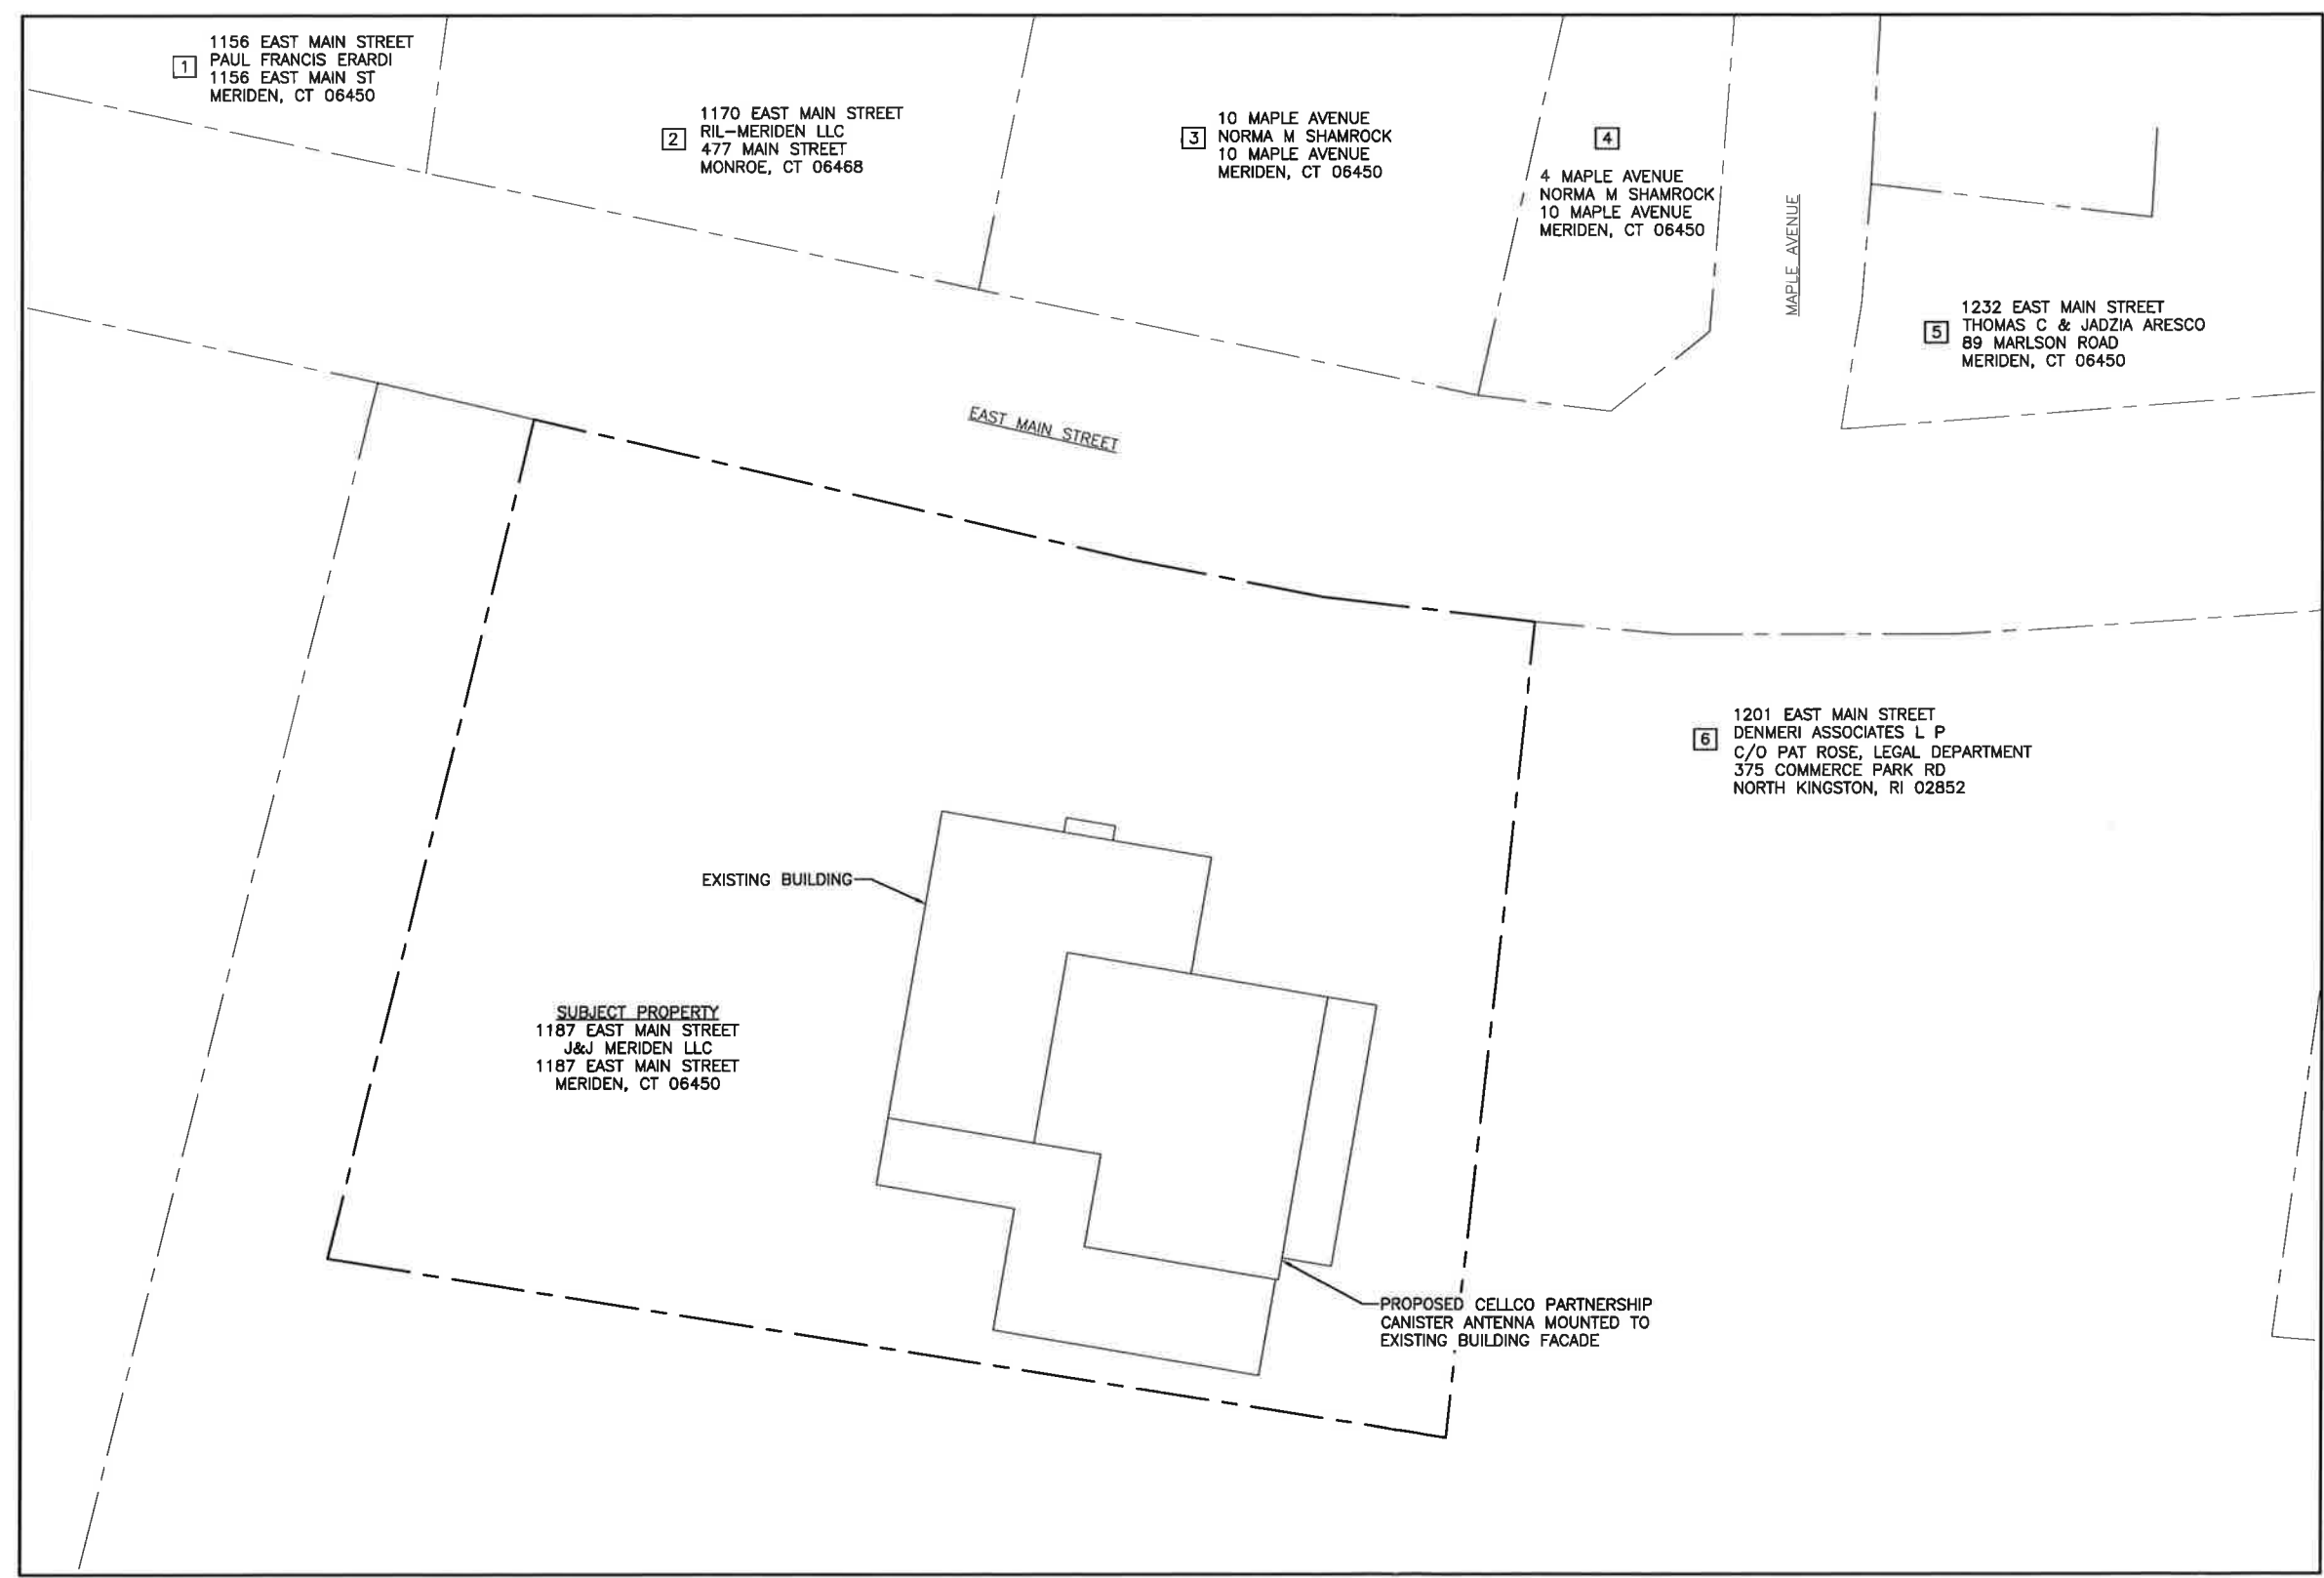 1
1156 EAST MAIN STREET
PAUL FRANCIS ERARDI
1156 EAST MAIN ST
MERIDEN, CT 06450
2
1170 EAST MAIN STREET
RIL-MERIDEN LLC
477 MAIN STREET
MONROE, CT 06468
3
10 MAPLE AVENUE
NORMA M SHAMROCK
10 MAPLE AVENUE
MERIDEN, CT 06450
4
4 MAPLE AVENUE
NORMA M SHAMROCK
10 MAPLE AVENUE
MERIDEN, CT 06450
MAPLE AVENUE
5
1232 EAST MAIN STREET
THOMAS C & JADZIA ARESCO
89 MARLSON ROAD
MERIDEN, CT 06450
EAST MAIN STREET
6
1201 EAST MAIN STREET
DENMERI ASSOCIATES L P
C/O PAT ROSE, LEGAL DEPARTMENT
375 COMMERCE PARK RD
NORTH KINGSTON, RI 02852
EXISTING BUILDING
SUBJECT PROPERTY
1187 EAST MAIN STREET
J&J MERIDEN LLC
1187 EAST MAIN STREET
MERIDEN, CT 06450
PROPOSED CELLCO PARTNERSHIP
CANISTER ANTENNA MOUNTED TO
EXISTING BUILDING FACADE